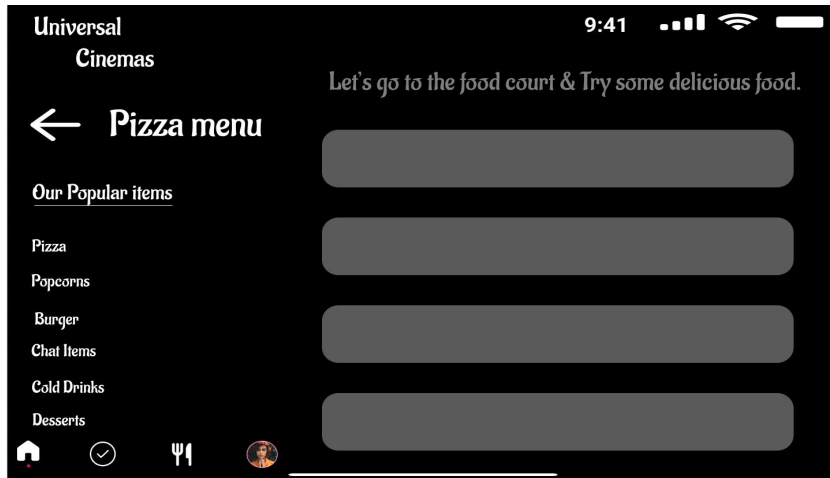 Universal
Cinemas
9:41
Let's go to the food court & Try some delicious food.
Pizza menu
Our Popular items
Pizza
Popcorns
Burger
Chat Items
Cold Drinks
Desserts